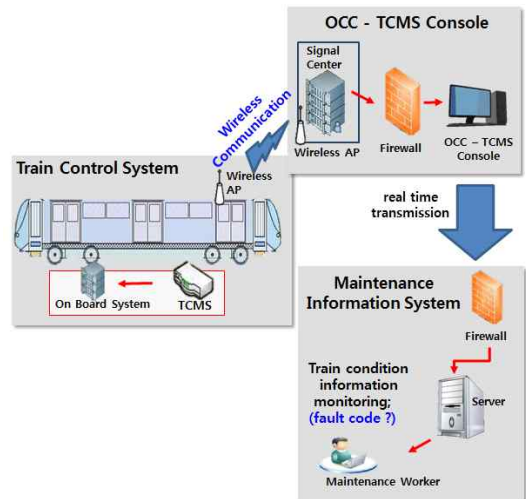 OCC - TCMS Console
Signal
Center
Wireless AP
Firewall
OCC – TCMS
Console
Wireless
Communication
Train Control System
Wireless
AP
On Board System
TCMS
real time
transmission
Maintenance
Information System
Firewall
Train condition
information
monitoring;
(fault code ?)
Server
Maintenance Worker